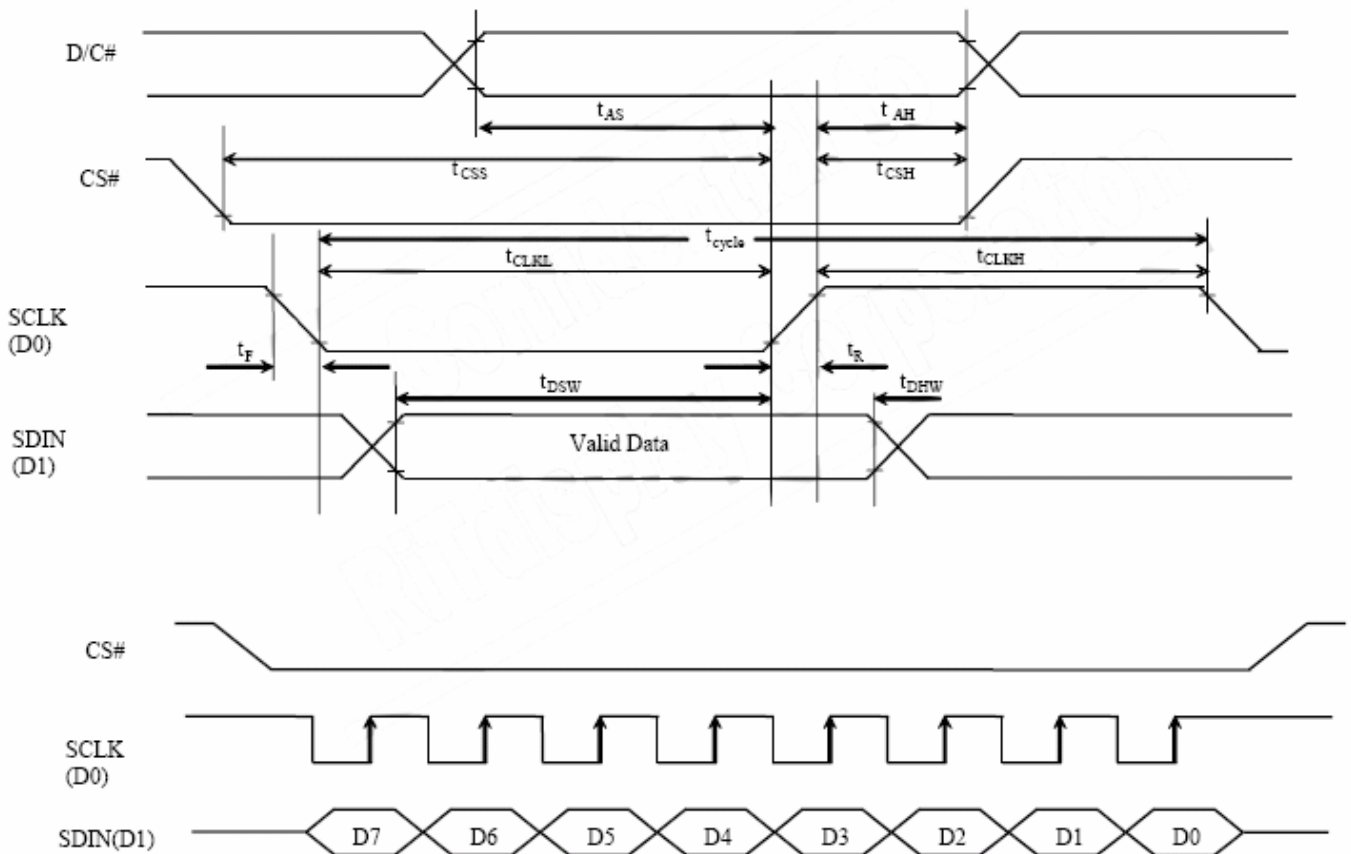 D/C#
tAS
t AH
CS#
tCSS
tCSH
tcycle
tCLKL
tCLKH
SCLK
(D0)
tF
tR
tDSW
tDHW
SDIN
(D1)
Valid Data
CS#
SCLK
(D0)
SDIN(D1)
D7 D6 D5 D4 D3 D2 D1 D0